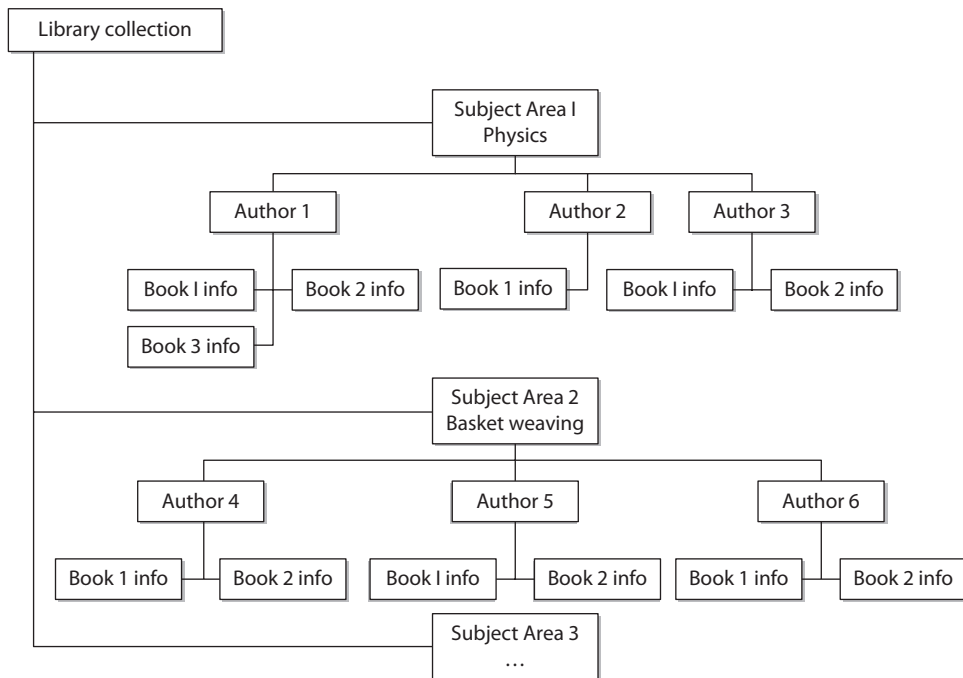 Library collection
Subject Area I
Physics
Author 1
Author 2
Author 3
Book I info
Book 2 info
Book 1 info
Book I info
Book 2 info
Book 3 info
Subject Area 2
Basket weaving
Author 4
Author 5
Author 6
Book 1 info
Book 2 info
Book I info
Book 2 info
Book 1 info
Book 2 info
Subject Area 3
…